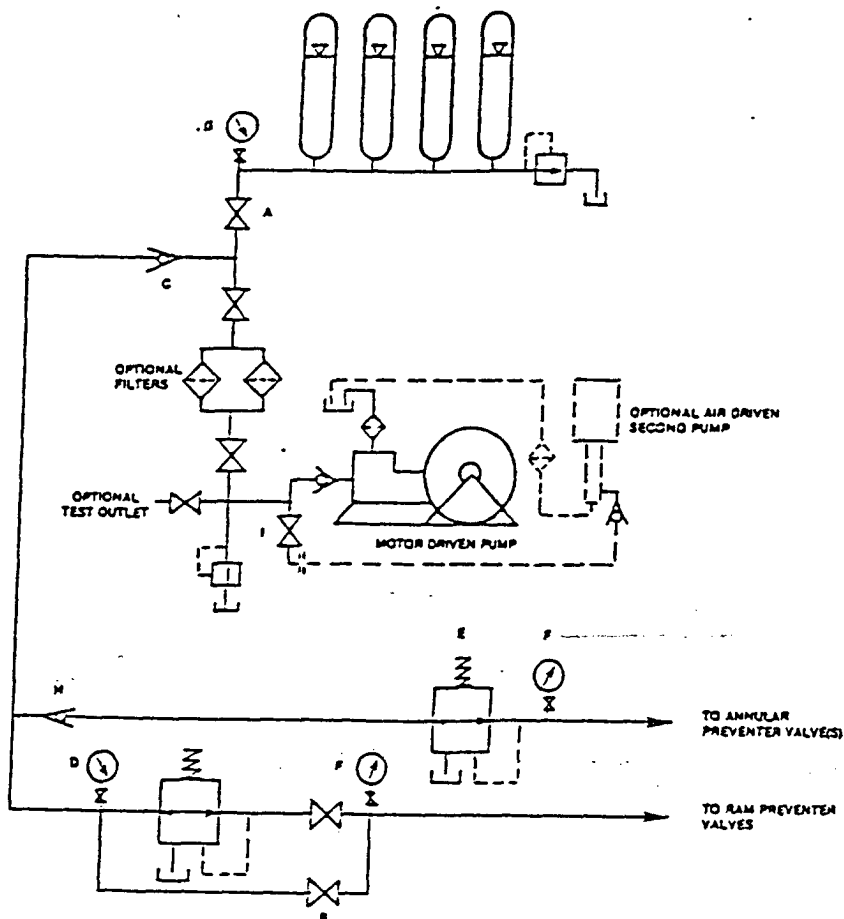 G
A
C
OPTIONAL
FILTERS
OPTIONAL AIR DRIVEN
SECOND PUMP
OPTIONAL
TEST OUTLET
I
MOTOR DRIVEN PUMP
E
F
H
TO ANNULAR
PREVENTER VALVE(S)
D
F
TO RAM PREVENTER
VALVES